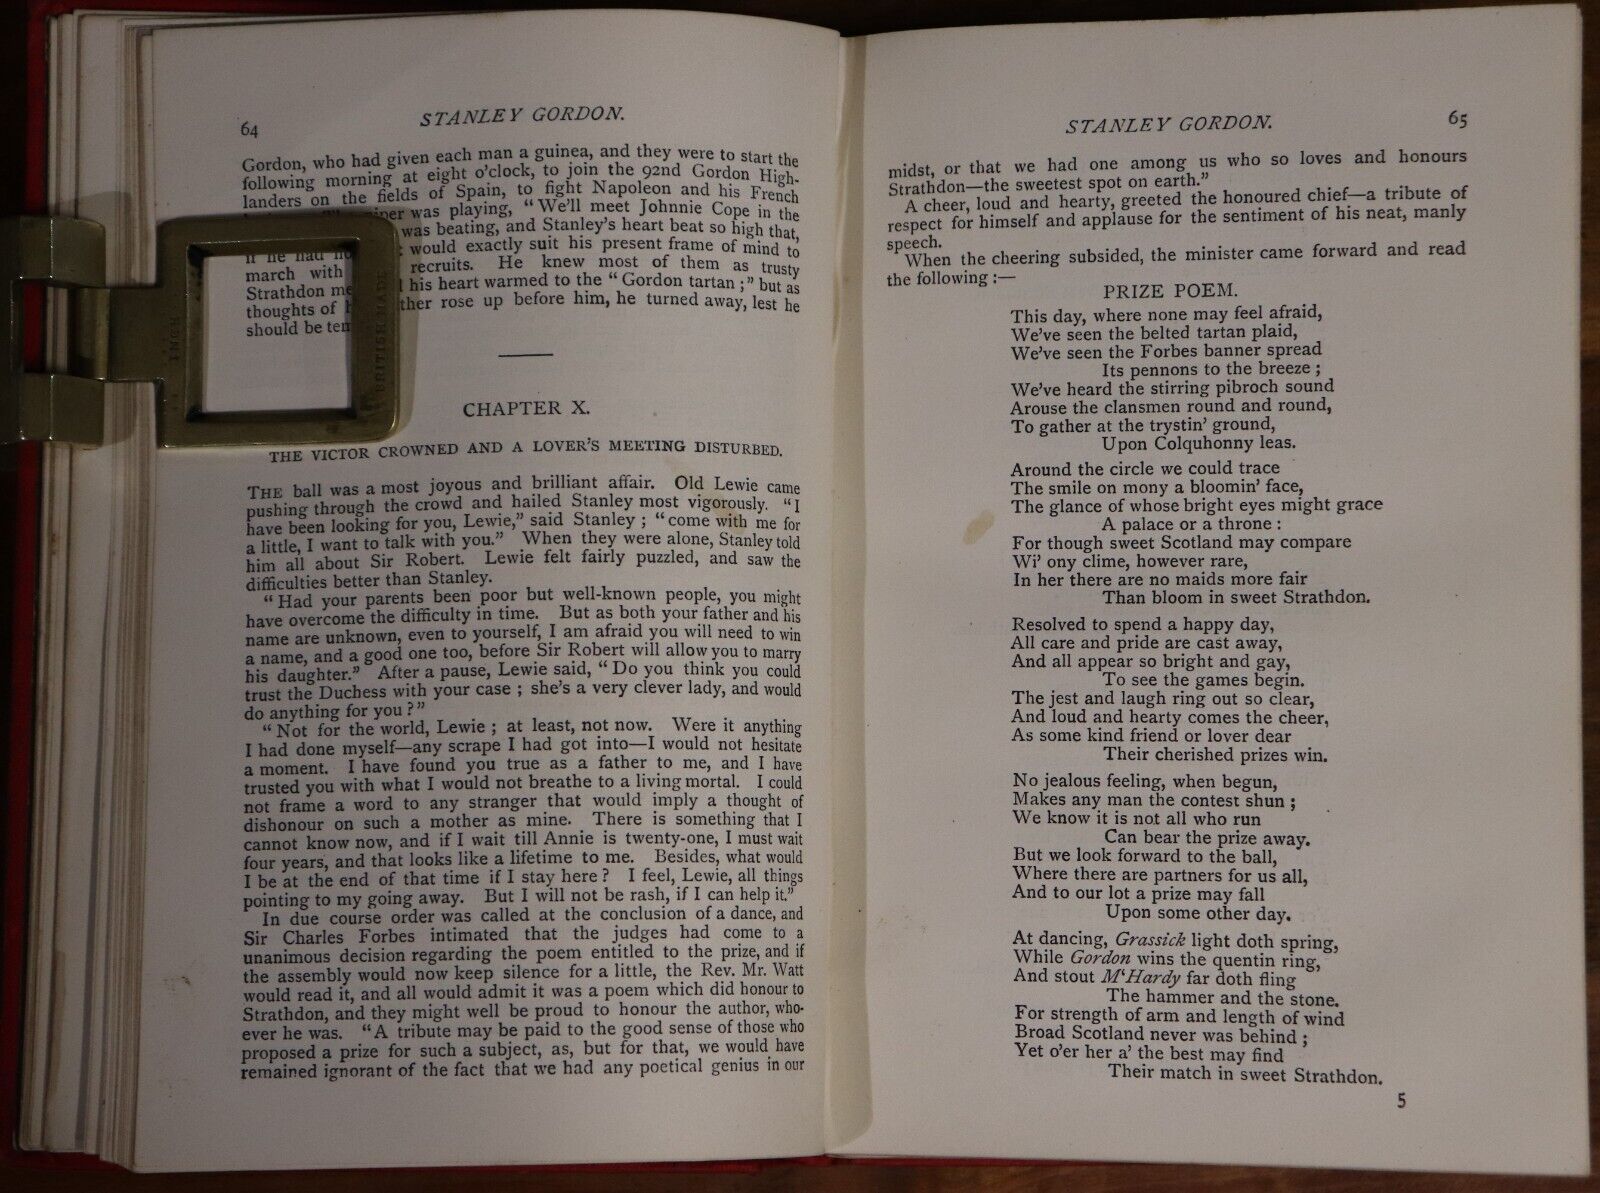 64
STANLEY GORDON.
Gordon, who had given each man a guinea, and they were to start the
following morning at eight o'clock, to join the 92nd Gordon High-
landers on the fields of Spain, to fight Napoleon and his French
was playing, "We'll meet Johnnie Cope in the
was beating, and Stanley's heart beat so high that,
if he had would exactly suit his present frame of mind to
march with recruits. He knew most of them as trusty
Strathdon his heart warmed to the "Gordon tartan;" but as
thoughts of rose up before him, he turned away, lest he
should be
CHAPTER X.
THE VICTOR CROWNED AND A LOVER'S MEETING DISTURBED.
THE ball was a most joyous and brilliant affair. Old Lewie came
pushing through the crowd and hailed Stanley most vigorously. "I
have been looking for you, Lewie," said Stanley; "come with me for
a little, I want to talk with you." When they were alone, Stanley told
him all about Sir Robert. Lewie felt fairly puzzled, and saw the
difficulties better than Stanley.
"Had your parents been poor but well-known people, you might
have overcome the difficulty in time. But as both your father and his
name are unknown, even to yourself, I am afraid you will need to win
a name, and a good one too, before Sir Robert will allow you to marry
his daughter." After a pause, Lewie said, "Do you think you could
trust the Duchess with your case; she's a very clever lady, and would
do anything for you?"
"Not for the world, Lewie; at least, not now. Were it anything
I had done myself—any scrape I had got into—I would not hesitate
a moment. I have found you true as a father to me, and I have
trusted you with what I would not breathe to a living mortal. I could
not frame a word to any stranger that would imply a thought of
dishonour on such a mother as mine. There is something that I
cannot know now, and if I wait till Annie is twenty-one, I must wait
four years, and that looks like a lifetime to me. Besides, what would
I be at the end of that time if I stay here? I feel, Lewie, all things
pointing to my going away. But I will not be rash, if I can help it."
In due course order was called at the conclusion of a dance, and
Sir Charles Forbes intimated that the judges had come to a
unanimous decision regarding the poem entitled to the prize, and if
the assembly would now keep silence for a little, the Rev. Mr. Watt
would read it, and all would admit it was a poem which did honour to
Strathdon, and they might well be proud to honour the author, who-
ever he was. "A tribute may be paid to the good sense of those who
proposed a prize for such a subject, as, but for that, we would have
remained ignorant of the fact that we had any poetical genius in our
INCH
BRITISH MADE
STANLEY GORDON.
65
midst, or that we had one among us who so loves and honours
Strathdon—the sweetest spot on earth."
A cheer, loud and hearty, greeted the honoured chief—a tribute of
respect for himself and applause for the sentiment of his neat, manly
speech.
When the cheering subsided, the minister came forward and read
the following:—
PRIZE POEM.
This day, where none may feel afraid,
We've seen the belted tartan plaid,
We've seen the Forbes banner spread
Its pennons to the breeze;
We've heard the stirring pibroch sound
Arouse the clansmen round and round,
To gather at the trystin' ground,
Upon Colquhonny leas.
Around the circle we could trace
The smile on mony a bloomin' face,
The glance of whose bright eyes might grace
A palace or a throne:
For though sweet Scotland may compare
Wi' ony clime, however rare,
In her there are no maids more fair
Than bloom in sweet Strathdon.
Resolved to spend a happy day,
All care and pride are cast away,
And all appear so bright and gay,
To see the games begin.
The jest and laugh ring out so clear,
And loud and hearty comes the cheer,
As some kind friend or lover dear
Their cherished prizes win.
No jealous feeling, when begun,
Makes any man the contest shun;
We know it is not all who run
Can bear the prize away.
But we look forward to the ball,
Where there are partners for us all,
And to our lot a prize may fall
Upon some other day.
At dancing, Grassick light doth spring,
While Gordon wins the quentin ring,
And stout M'Hardy far doth fling
The hammer and the stone.
For strength of arm and length of wind
Broad Scotland never was behind;
Yet o'er her a' the best may find
Their match in sweet Strathdon.
5